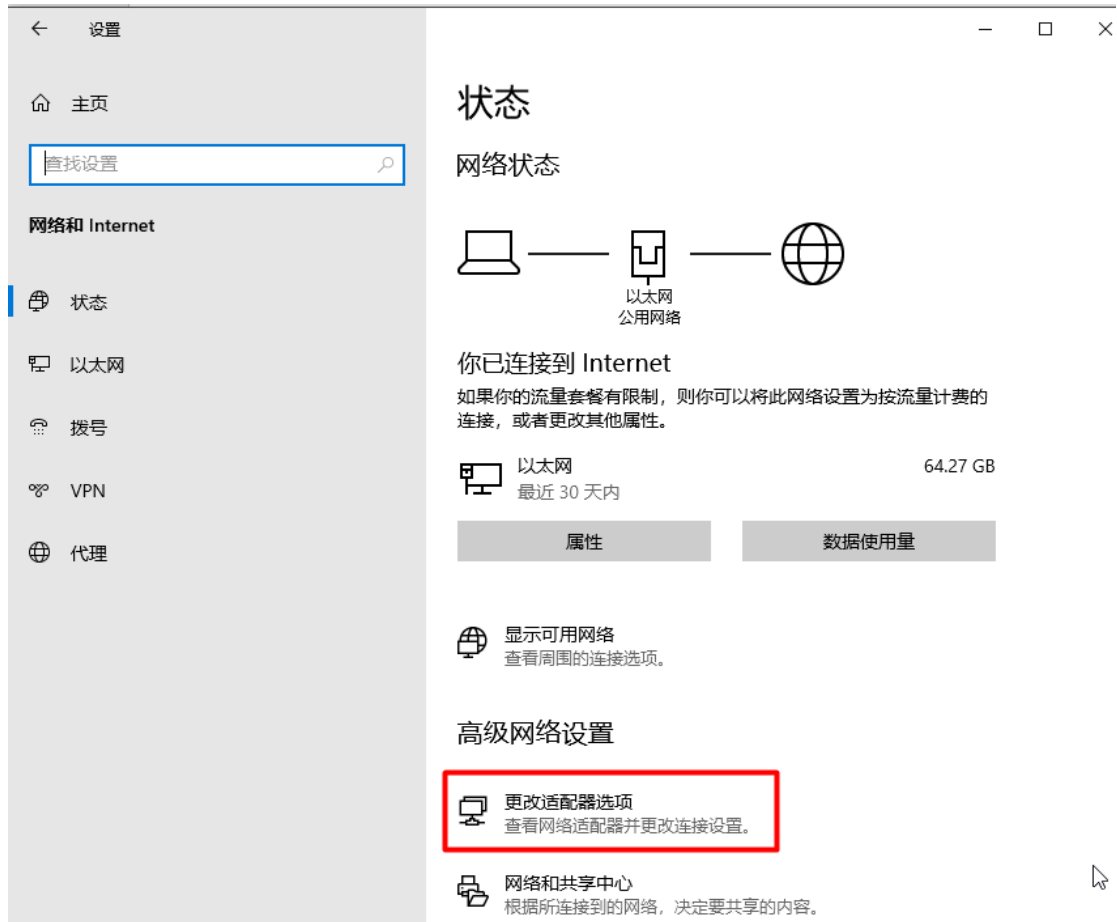 设置
主页
查找设置
网络和 Internet
状态
以太网
拨号
VPN
代理
状态
网络状态
以太网
公用网络
你已连接到 Internet
如果你的流量套餐有限制，则你可以将此网络设置为按流量计费的
连接，或者更改其他属性。
以太网
64.27 GB
最近 30 天内
属性
数据使用量
显示可用网络
查看周围的连接选项。
高级网络设置
更改适配器选项
查看网络适配器并更改连接设置。
网络和共享中心
根据所连接到的网络，决定要共享的内容。